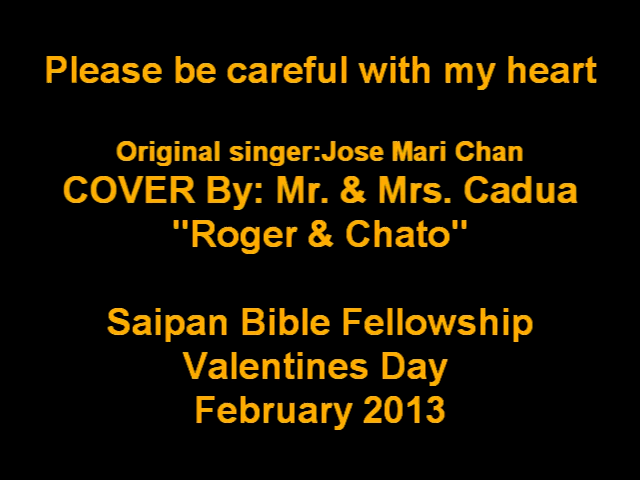 Please be careful with my heart
Original singer:Jose Mari Chan
COVER By: Mr. & Mrs. Cadua
"Roger & Chato"
Saipan Bible Fellowship
Valentines Day
February 2013